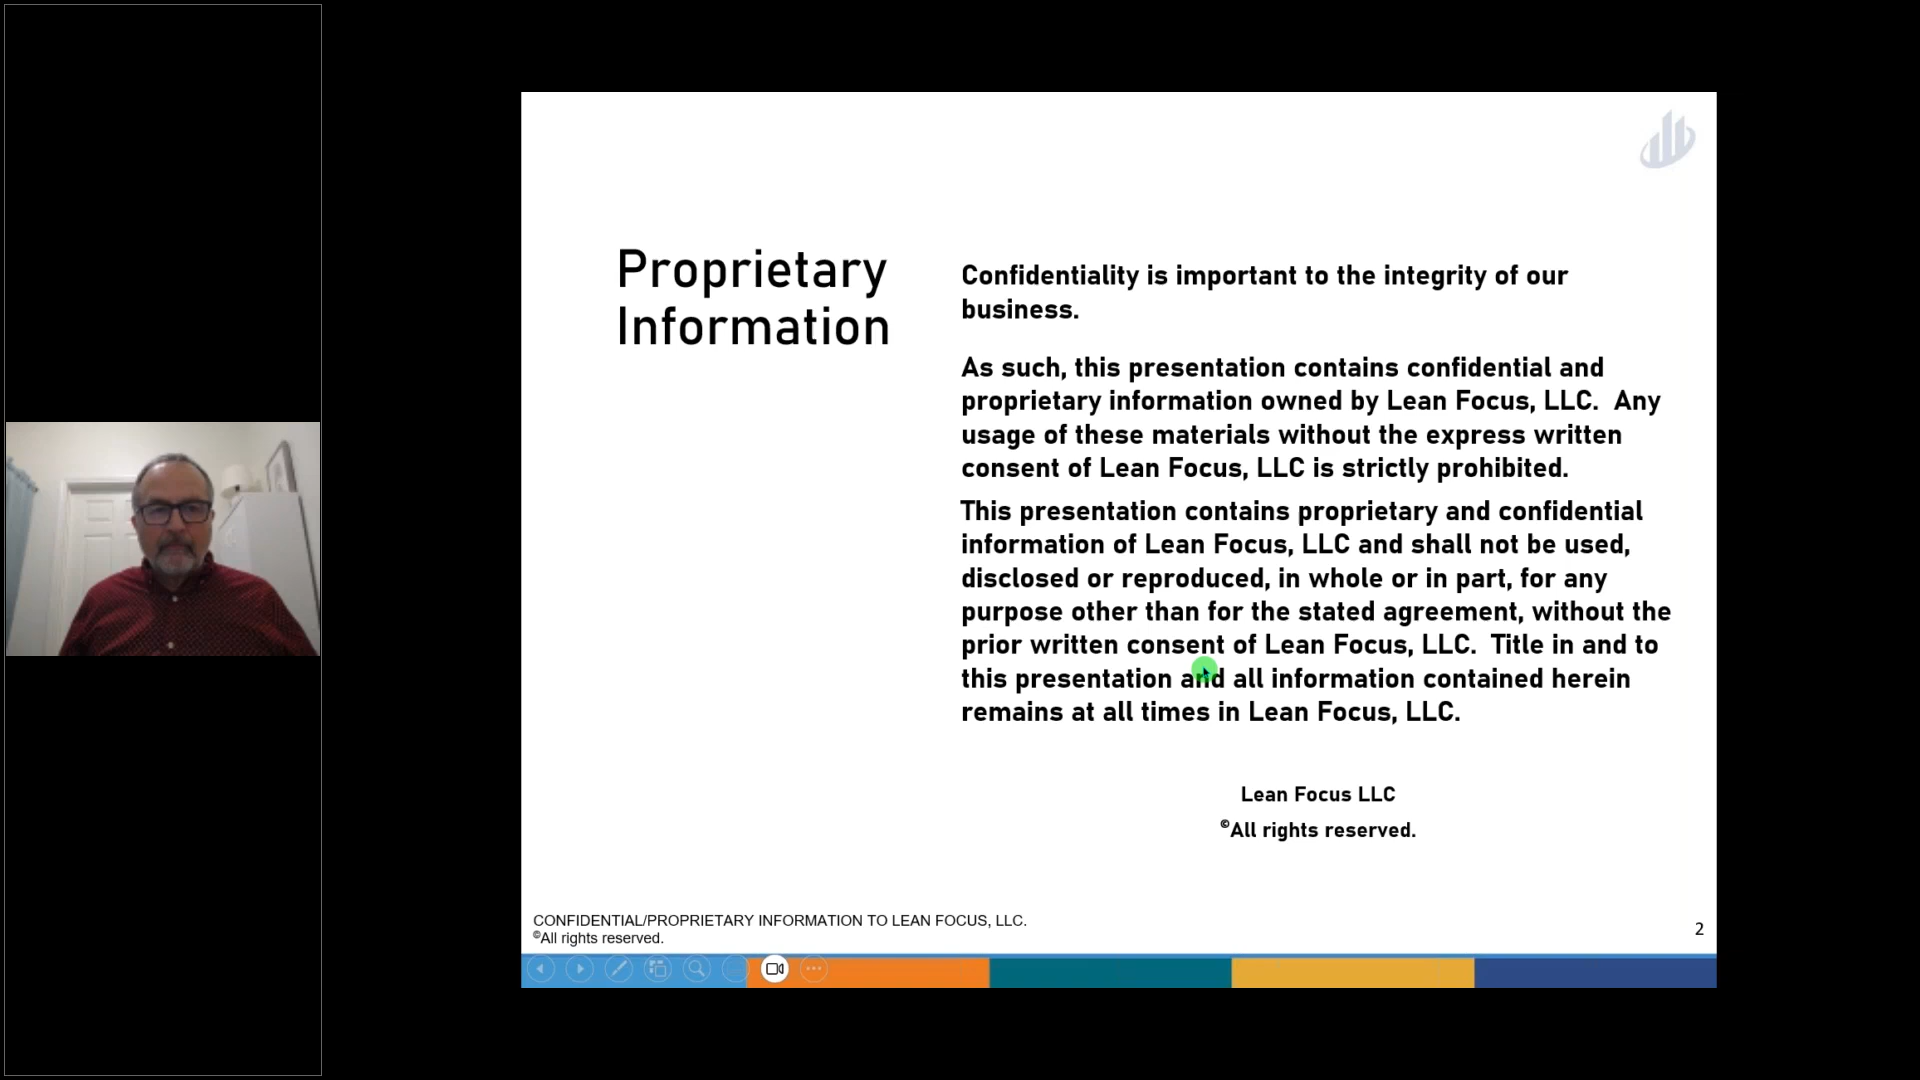 Proprietary
Information
Confidentiality is important to the integrity of our
business.
As such, this presentation contains confidential and
proprietary information owned by Lean Focus, LLC.  Any
usage of these materials without the express written
consent of Lean Focus, LLC is strictly prohibited.
This presentation contains proprietary and confidential
information of Lean Focus, LLC and shall not be used,
disclosed or reproduced, in whole or in part, for any
purpose other than for the stated agreement, without the
prior written consent of Lean Focus, LLC.  Title in and to
this presentation and all information contained herein
remains at all times in Lean Focus, LLC.
Lean Focus LLC
©All rights reserved.
CONFIDENTIAL/PROPRIETARY INFORMATION TO LEAN FOCUS, LLC.
©All rights reserved.
2